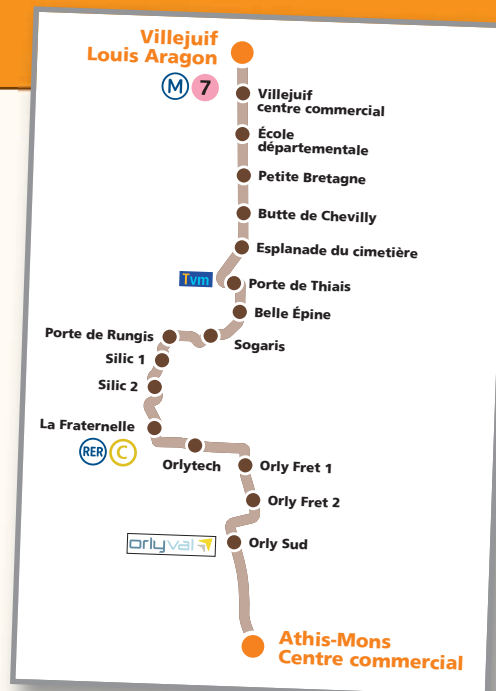 Villejuif
Louis Aragon
M 7
Villejuif
centre commercial
École
départementale
Petite Bretagne
Butte de Chevilly
Esplanade du cimetière
Tvm
Porte de Thiais
Belle Épine
Porte de Rungis
Sogaris
Silic 1
Silic 2
La Fraternelle
RER C
Orlytech
Orly Fret 1
Orly Fret 2
orlyval
Orly Sud
Athis-Mons
Centre commercial